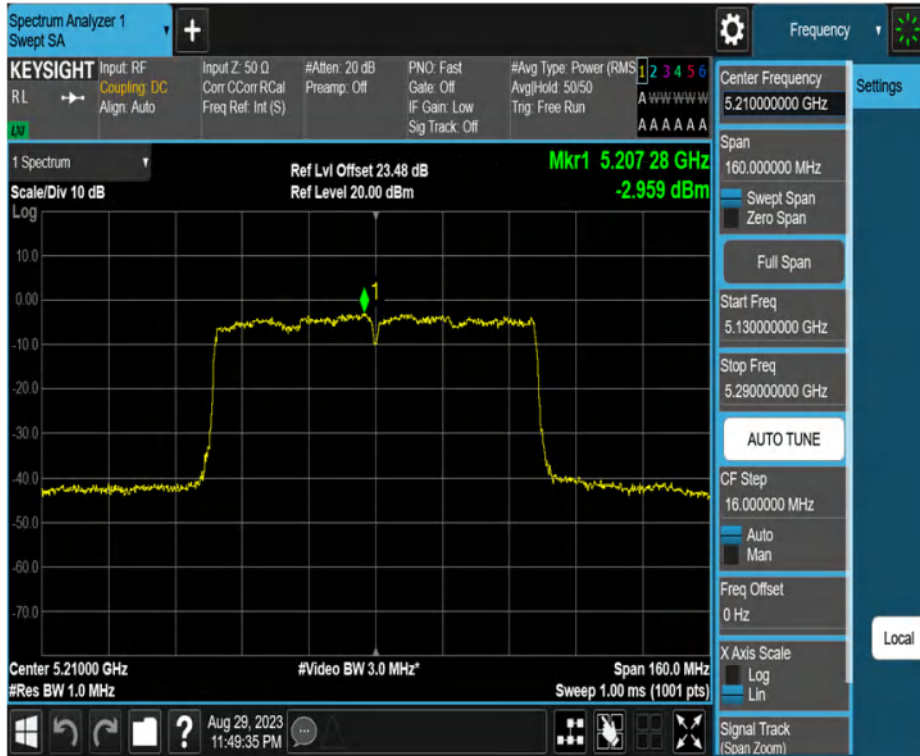 Spectrum Analyzer 1
Swept SA
+
Frequency
KEYSIGHT
RL
LXI
Input: RF
Coupling: DC
Align: Auto
Input Z: 50 Ω
Corr CCorr RCal
Freq Ref: Int (S)
#Atten: 20 dB
Preamp: Off
PNO: Fast
Gate: Off
IF Gain: Low
Sig Track: Off
#Avg Type: Power (RMS
Avg|Hold: 50/50
Trig: Free Run
1 2 3 4 5 6
A W W W W W
A A A A A A
1 Spectrum
Scale/Div 10 dB
Log
Ref Lvl Offset 23.48 dB
Ref Level 20.00 dBm
Mkr1 5.207 28 GHz
-2.959 dBm
10.0
0.00
-10.0
-20.0
-30.0
-40.0
-50.0
-60.0
-70.0
1
Center 5.21000 GHz
#Res BW 1.0 MHz
#Video BW 3.0 MHz*
Span 160.0 MHz
Sweep 1.00 ms (1001 pts)
?
Aug 29, 2023
11:49:35 PM
Center Frequency
5.210000000 GHz
Span
160.000000 MHz
Swept Span
Zero Span
Full Span
Start Freq
5.130000000 GHz
Stop Freq
5.290000000 GHz
AUTO TUNE
CF Step
16.000000 MHz
Auto
Man
Freq Offset
0 Hz
X Axis Scale
Log
Lin
Signal Track
(Span Zoom)
Settings
Local